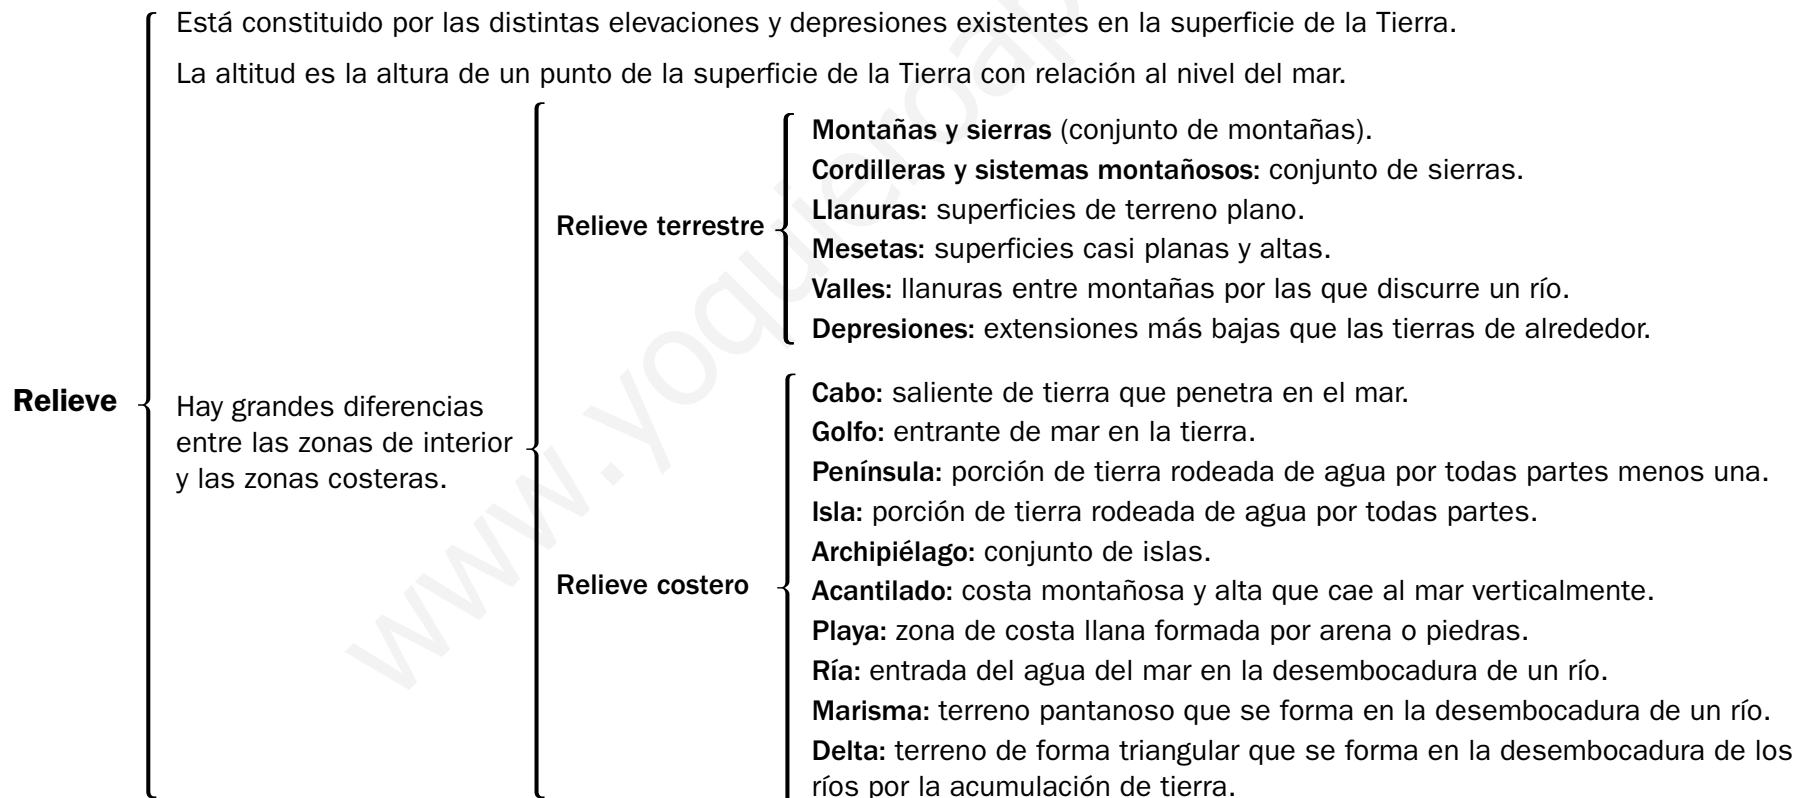 Está constituido por las distintas elevaciones y depresiones existentes en la superficie de la Tierra.
La altitud es la altura de un punto de la superficie de la Tierra con relación al nivel del mar.
Relieve
Hay grandes diferencias
entre las zonas de interior
y las zonas costeras.
Relieve terrestre
Montañas y sierras (conjunto de montañas).
Cordilleras y sistemas montañosos: conjunto de sierras.
Llanuras: superficies de terreno plano.
Mesetas: superficies casi planas y altas.
Valles: llanuras entre montañas por las que discurre un río.
Depresiones: extensiones más bajas que las tierras de alrededor.
Relieve costero
Cabo: saliente de tierra que penetra en el mar.
Golfo: entrante de mar en la tierra.
Península: porción de tierra rodeada de agua por todas partes menos una.
Isla: porción de tierra rodeada de agua por todas partes.
Archipiélago: conjunto de islas.
Acantilado: costa montañosa y alta que cae al mar verticalmente.
Playa: zona de costa llana formada por arena o piedras.
Ría: entrada del agua del mar en la desembocadura de un río.
Marisma: terreno pantanoso que se forma en la desembocadura de un río.
Delta: terreno de forma triangular que se forma en la desembocadura de los
ríos por la acumulación de tierra.